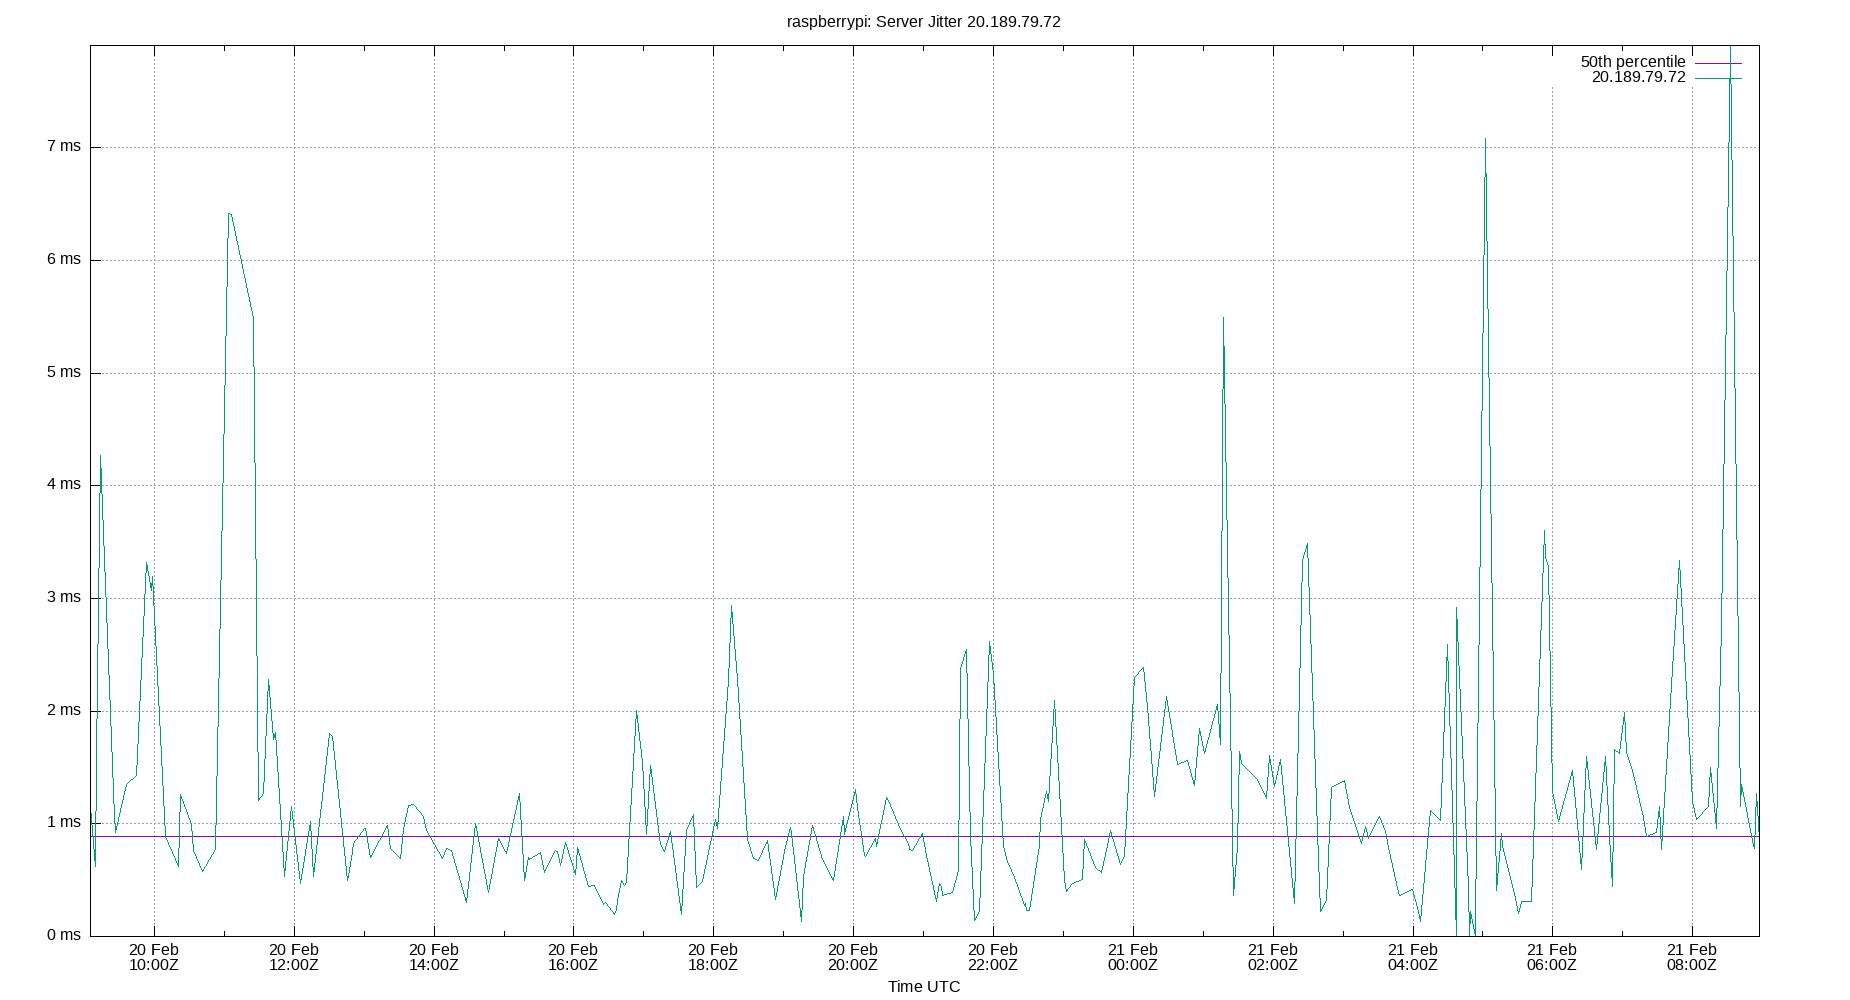 raspberrypi: Server Jitter 20.189.79.72
50th percentile
20.189.79.72
7 ms
6 ms
5 ms
4 ms
3 ms
2 ms
1 ms
0 ms
20 Feb 20 Feb 20 Feb 20 Feb 20 Feb 20 Feb 20 Feb 21 Feb 21 Feb 21 Feb 21 Feb 21 Feb
10:00Z 12:00Z 14:00Z 16:00Z 18:00Z 20:00Z 22:00Z 00:00Z 02:00Z 04:00Z 06:00Z 08:00Z
Time UTC